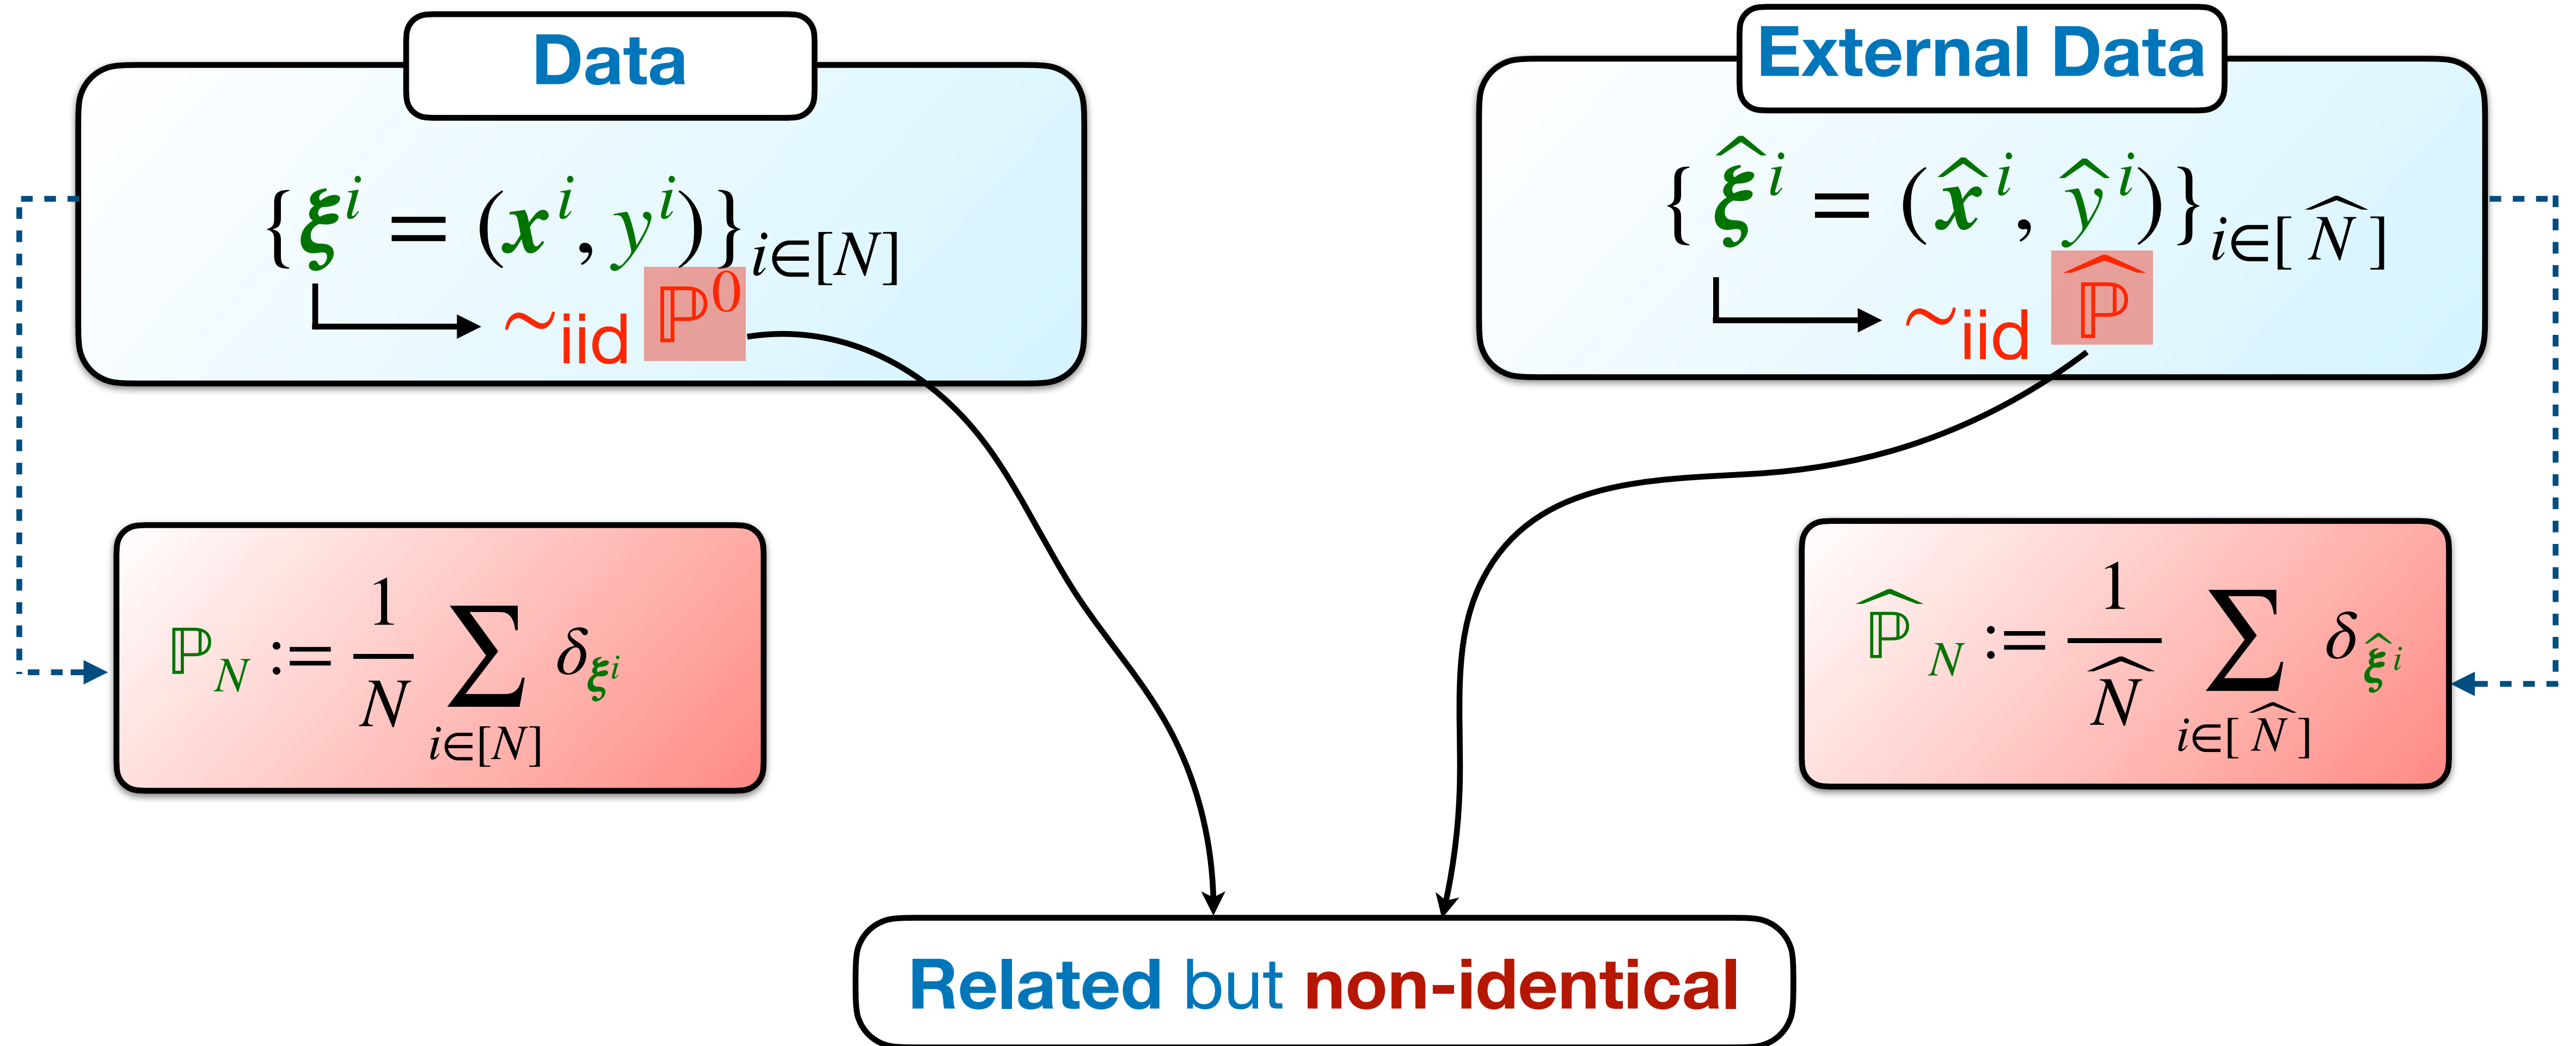 Data
{ξ^i = (x^i, y^i)}_{i∈[N]}
~iid ℙ^0
ℙ_N := 1/N ∑_{i∈[N]} δ_{ξ^i}
External Data
{ξ̂^i = (x̂^i, ŷ^i)}_{i∈[N̂]}
~iid ℙ̂
ℙ̂_N := 1/N̂ ∑_{i∈[N̂]} δ_{ξ̂^i}
Related but non-identical